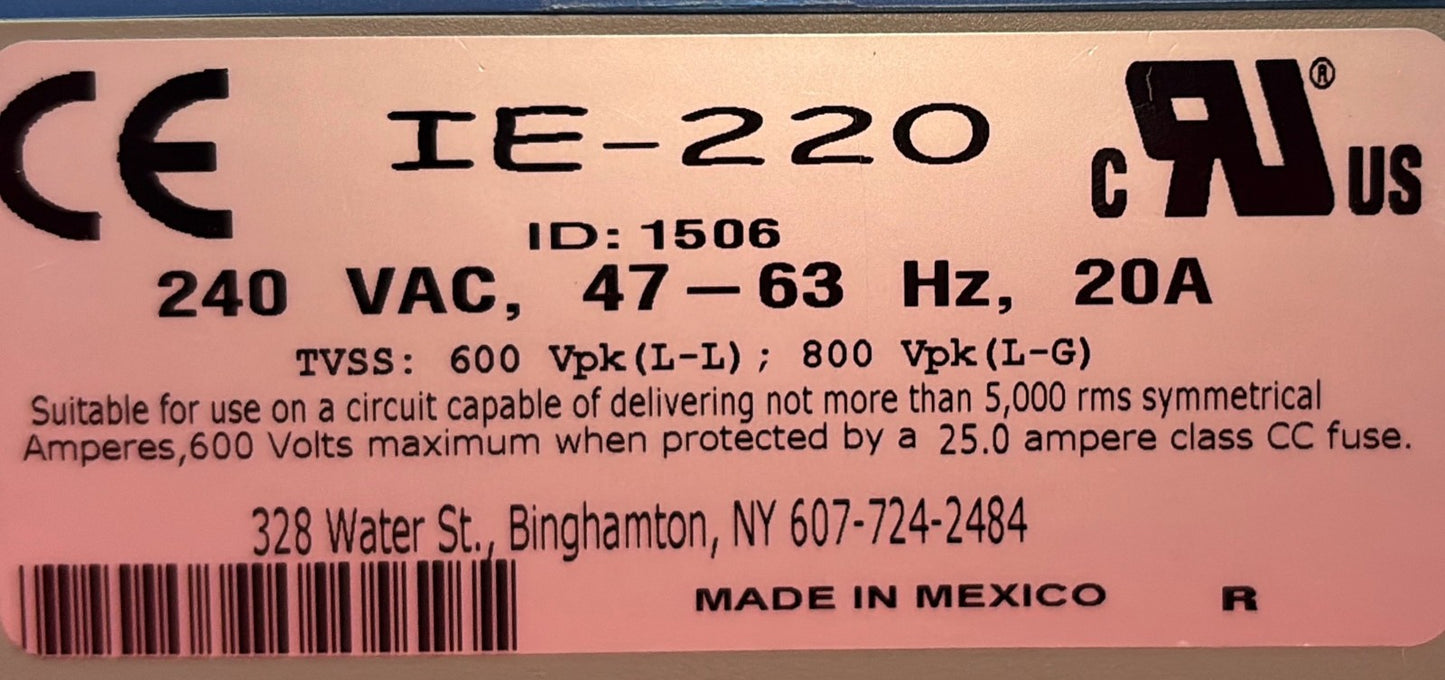 CE IE-220 c RU® US
ID: 1506
240 VAC, 47-63 Hz, 20A
TVSS: 600 Vpk(L-L); 800 Vpk(L-G)
Suitable for use on a circuit capable of delivering not more than 5,000 rms symmetrical
Amperes,600 Volts maximum when protected by a 25.0 ampere class CC fuse.
328 Water St., Binghamton, NY 607-724-2484
MADE IN MEXICO R